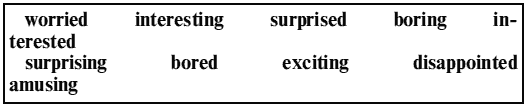 worried interesting surprised boring in-
terested
surprising bored exciting disappointed
amusing